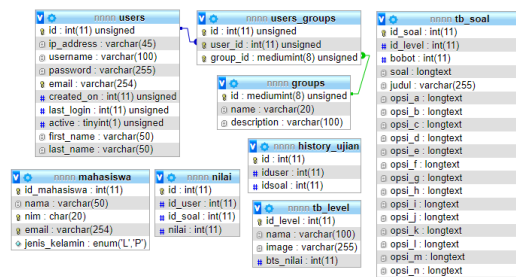 nnnn users
id : int(11) unsigned
ip_address : varchar(45)
username : varchar(100)
password : varchar(255)
email : varchar(254)
# created_on : int(11) unsigned
# last_login : int(11) unsigned
# active : tinyint(1) unsigned
first_name : varchar(50)
last_name : varchar(50)
nnnn users_groups
id : int(11) unsigned
user_id : int(11) unsigned
group_id : mediumint(8) unsigned
nnnn groups
id : mediumint(8) unsigned
name : varchar(20)
description : varchar(100)
nnnn tb_soal
id_soal : int(11)
# id_level : int(11)
# bobot : int(11)
soal : longtext
judul : varchar(255)
opsi_a : longtext
opsi_b : longtext
opsi_c : longtext
opsi_d : longtext
opsi_e : longtext
opsi_f : longtext
opsi_g : longtext
opsi_h : longtext
opsi_i : longtext
opsi_j : longtext
opsi_k : longtext
opsi_l : longtext
opsi_m : longtext
opsi_n : longtext
nnnn history_ujian
id : int(11)
# iduser : int(11)
# idsoal : int(11)
nnnn mahasiswa
id_mahasiswa : int(11)
nama : varchar(50)
nim : char(20)
email : varchar(254)
jenis_kelamin : enum('L','P')
nnnn nilai
id : int(11)
# id_user : int(11)
# id_soal : int(11)
# nilai : int(11)
nnnn tb_level
id_level : int(11)
nama : varchar(100)
image : varchar(255)
# bts_nilai : int(11)